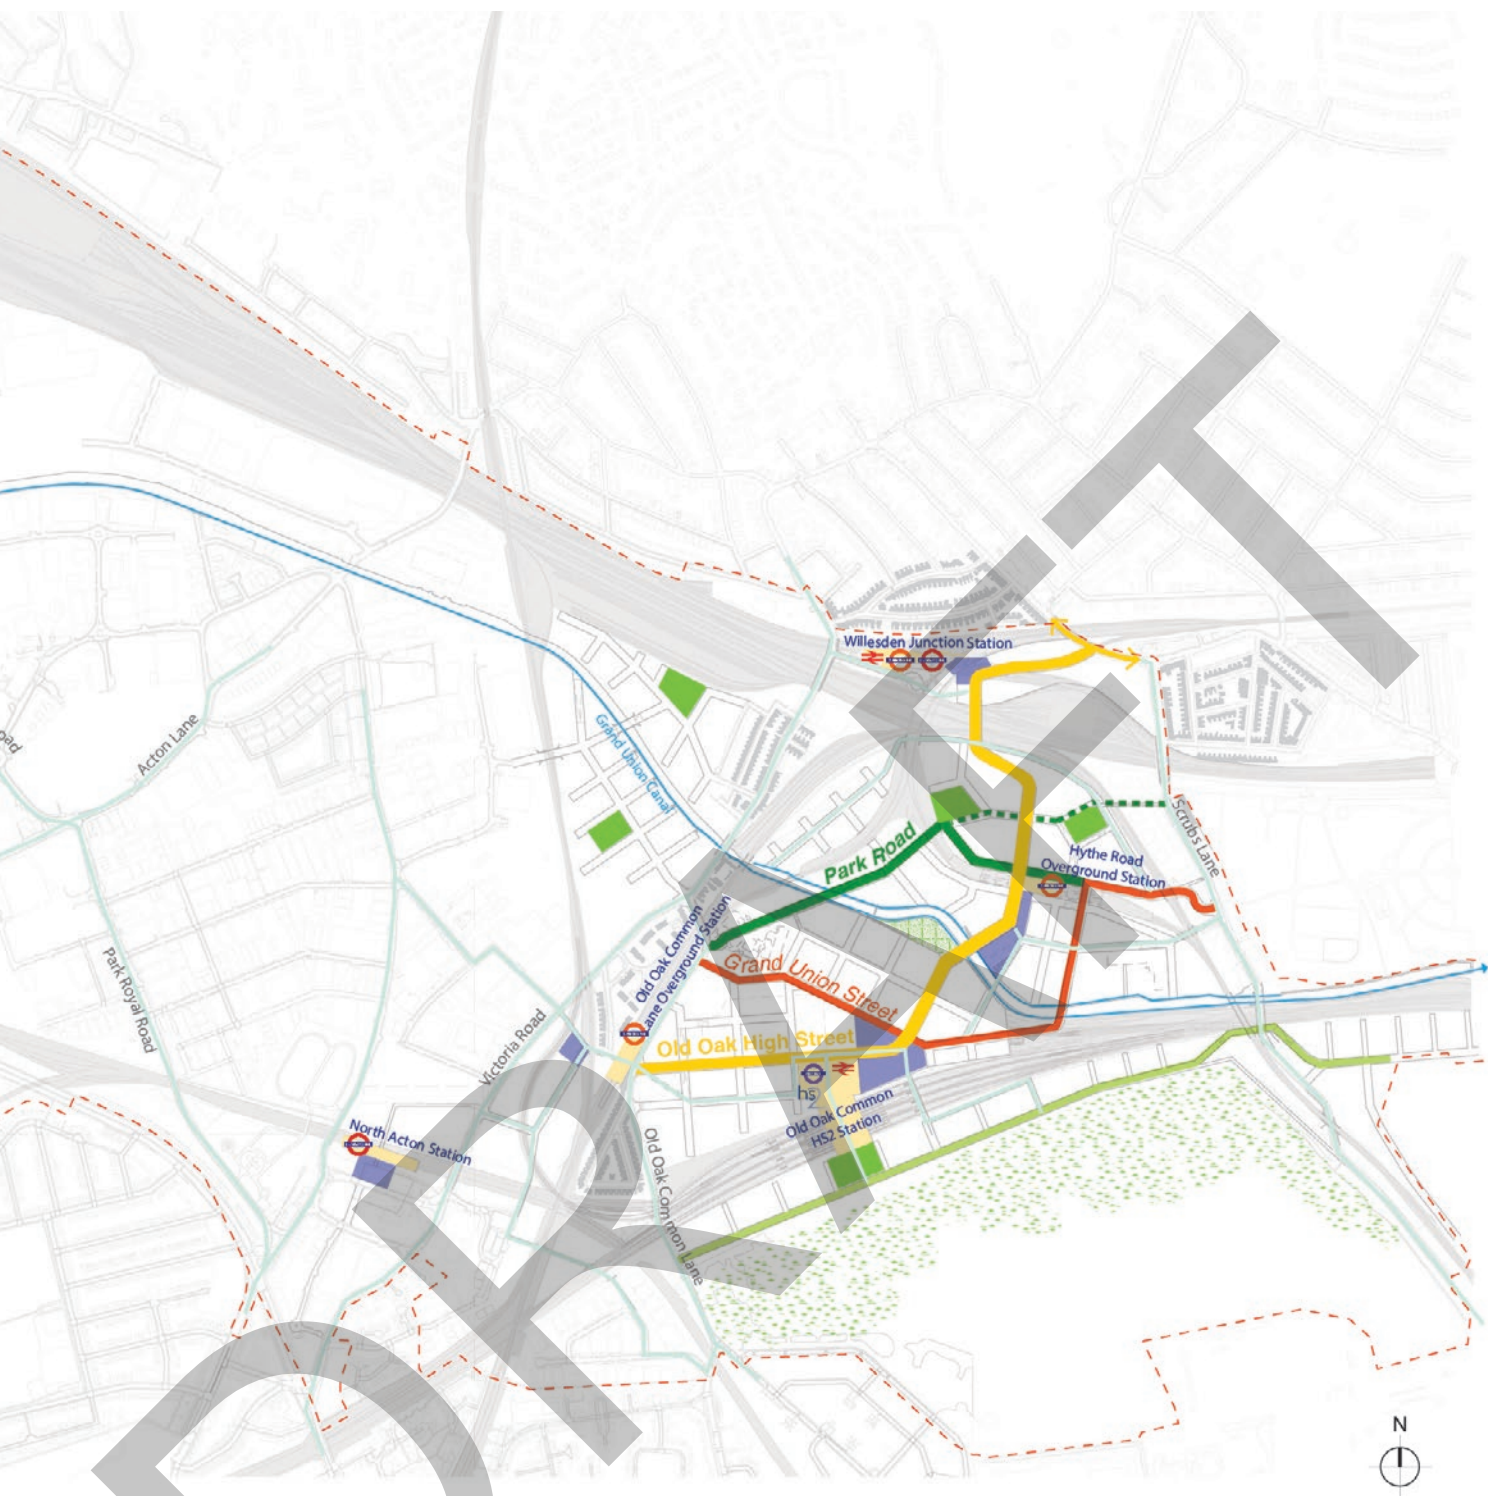 Willesden Junction Station
Grand Union Canal
Acton Lane
Scrubs Lane
Park Road
Hythe Road
Overground Station
Old Oak Common
Lane Overground Station
Grand Union Street
Park Royal Road
Victoria Road
Old Oak High Street
hs2
Old Oak Common
HS2 Station
North Acton Station
Old Oak Common Lane
DRAFT
N